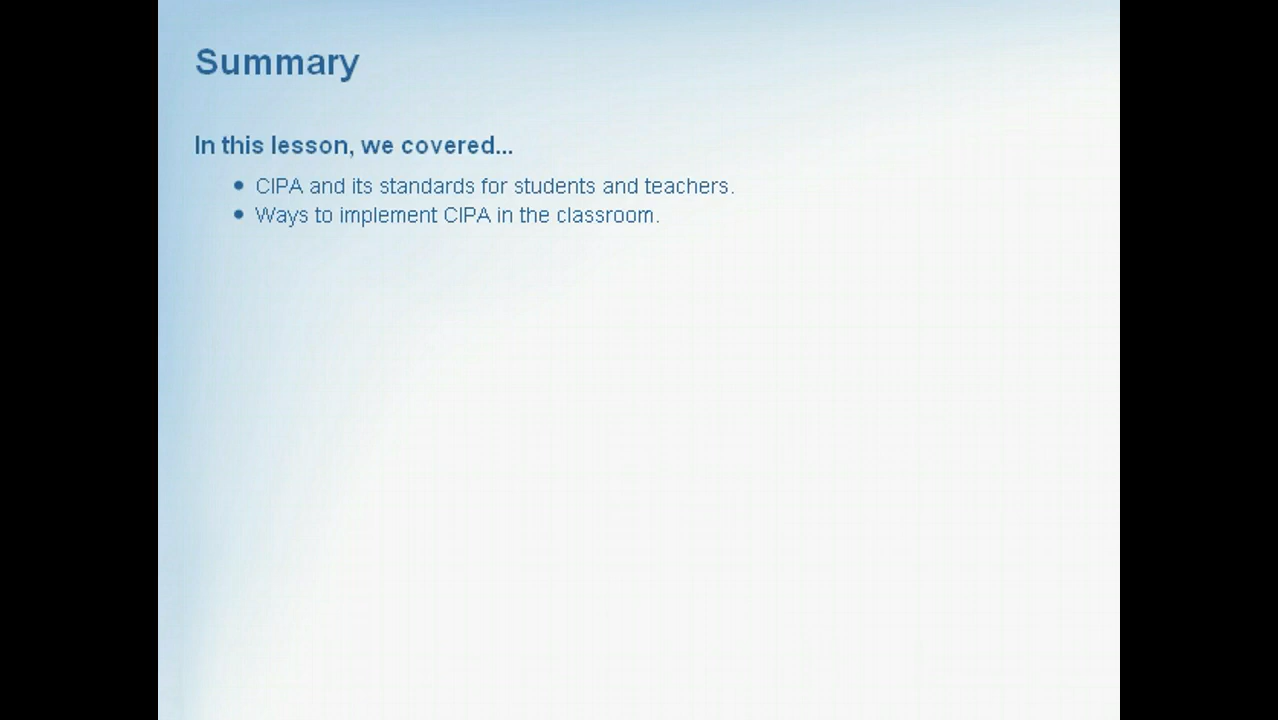 Summary
In this lesson, we covered...
• CIPA and its standards for students and teachers.
• Ways to implement CIPA in the classroom.